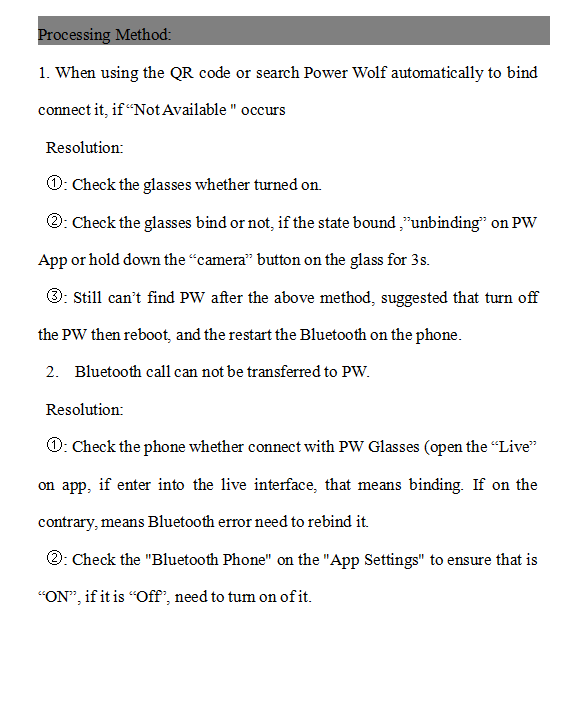 Processing Method:
1. When using the QR code or search Power Wolf automatically to bind
connect it, if “Not Available " occurs
Resolution:
①: Check the glasses whether turned on.
②: Check the glasses bind or not, if the state bound ,”unbinding” on PW
App or hold down the “camera” button on the glass for 3s.
③: Still can’t find PW after the above method, suggested that turn off
the PW then reboot, and the restart the Bluetooth on the phone.
2. Bluetooth call can not be transferred to PW.
Resolution:
①: Check the phone whether connect with PW Glasses (open the “Live”
on app, if enter into the live interface, that means binding. If on the
contrary, means Bluetooth error need to rebind it.
②: Check the "Bluetooth Phone" on the "App Settings" to ensure that is
“ON”, if it is “Off”, need to turn on of it.